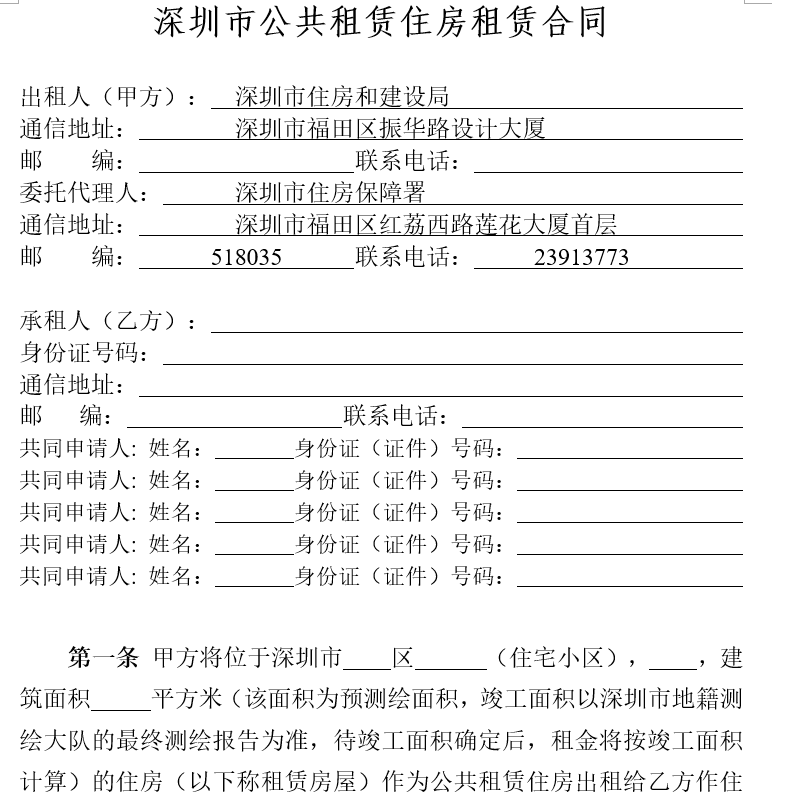 深圳市公共租赁住房租赁合同
出租人（甲方）：深圳市住房和建设局
通信地址：深圳市福田区振华路设计大厦
邮　　编：联系电话：
委托代理人：深圳市住房保障署
通信地址：深圳市福田区红荔西路莲花大厦首层
邮　　编：518035联系电话：23913773
承租人（乙方）：
身份证号码：
通信地址：
邮　　编：联系电话：
共同申请人: 姓名：______身份证（证件）号码：
共同申请人: 姓名：______身份证（证件）号码：
共同申请人: 姓名：______身份证（证件）号码：
共同申请人: 姓名：______身份证（证件）号码：
共同申请人: 姓名：______身份证（证件）号码：
第一条 甲方将位于深圳市____区______（住宅小区），____，建
筑面积_____平方米（该面积为预测绘面积，竣工面积以深圳市地籍测
绘大队的最终测绘报告为准，待竣工面积确定后，租金将按竣工面积
计算）的住房（以下称租赁房屋）作为公共租赁住房出租给乙方作住